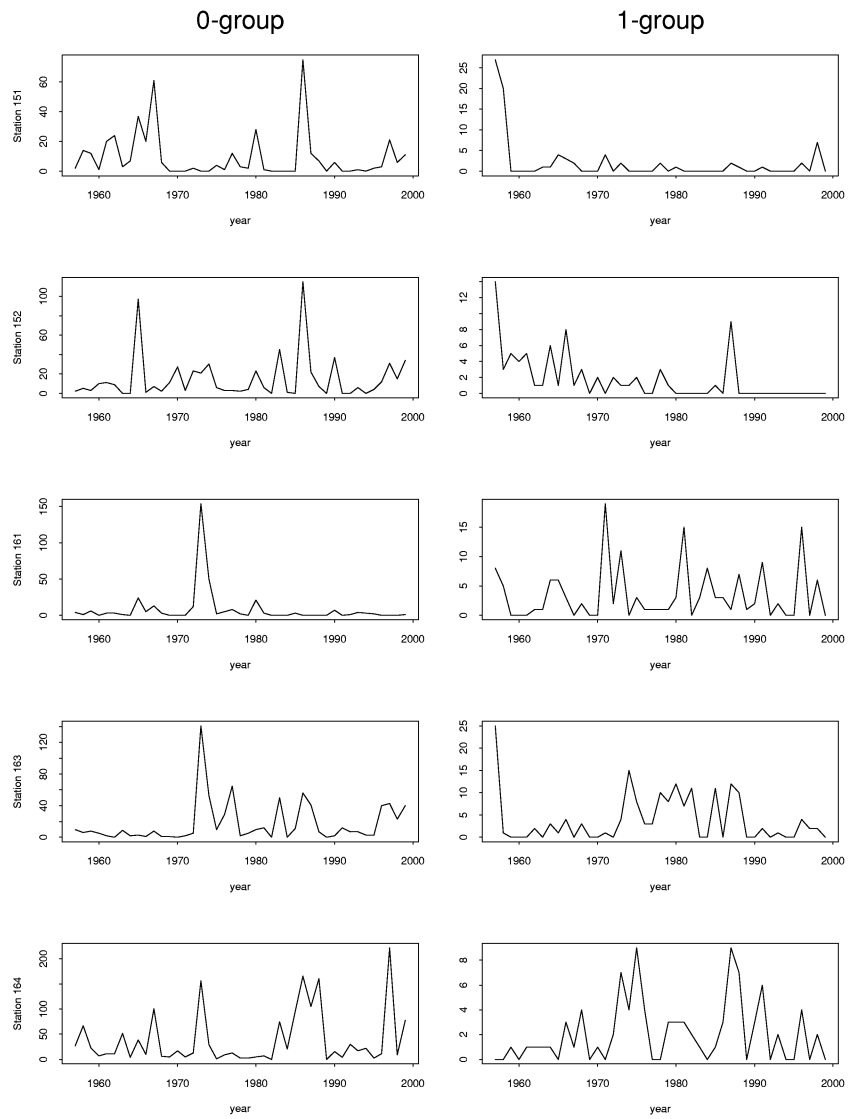 0-group 1-group
Station 151
0 20 40 60
1960 1970 1980 1990 2000
year
0 5 10 15 20 25
1960 1970 1980 1990 2000
year
Station 152
0 20 60 100
1960 1970 1980 1990 2000
year
0 2 4 6 8 12
1960 1970 1980 1990 2000
year
Station 161
0 50 100 150
1960 1970 1980 1990 2000
year
0 5 10 15
1960 1970 1980 1990 2000
year
Station 163
0 40 80 120
1960 1970 1980 1990 2000
year
0 5 10 15 20 25
1960 1970 1980 1990 2000
year
Station 164
0 50 100 200
1960 1970 1980 1990 2000
year
0 2 4 6 8
1960 1970 1980 1990 2000
year